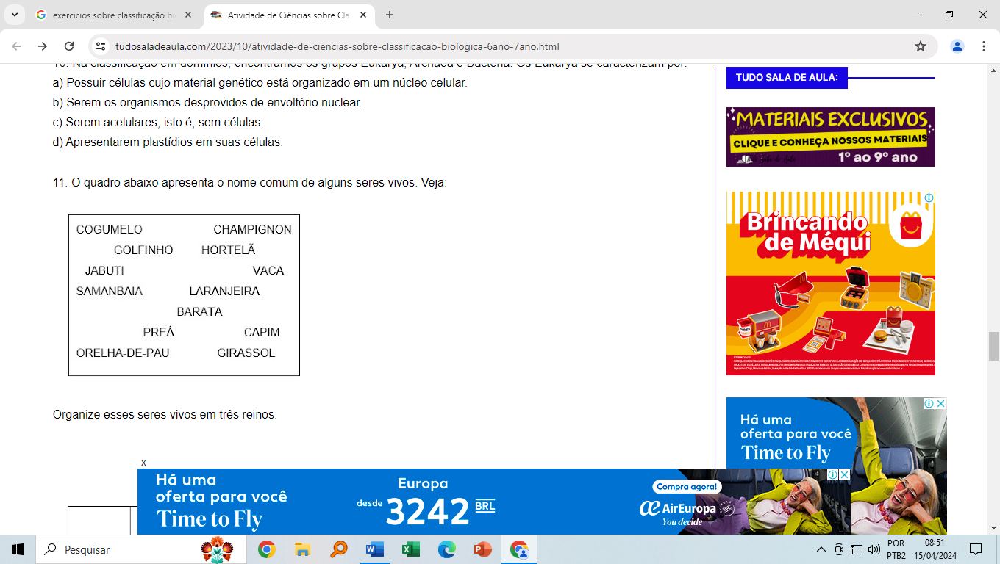 exercicios sobre classificação bi
Atividade de Ciências sobre Cla
tudosaladeaula.com/2023/10/atividade-de-ciencias-sobre-classificacao-biologica-6ano-7ano.html
10. Na classificação em domínios, encontramos os grupos Eukarya, Archaea e Bacteria. Os Eukarya se caracterizam por:
a) Possuir células cujo material genético está organizado em um núcleo celular.
b) Serem os organismos desprovidos de envoltório nuclear.
c) Serem acelulares, isto é, sem células.
d) Apresentarem plastídios em suas células.
11. O quadro abaixo apresenta o nome comum de alguns seres vivos. Veja:
COGUMELO CHAMPIGNON
GOLFINHO HORTELÃ
JABUTI VACA
SAMANBAIA LARANJEIRA
BARATA
PREÁ CAPIM
ORELHA-DE-PAU GIRASSOL
Organize esses seres vivos em três reinos.
TUDO SALA DE AULA:
MATERIAIS EXCLUSIVOS
CLIQUE E CONHEÇA NOSSOS MATERIAIS
Tudo Sala de Aula
1º ao 9º ano
Brincando
de Méqui
Há uma
oferta para você
Time to Fly
x
Há uma
oferta para você
Time to Fly
Europa
desde 3242 BRL
Compra agora!
AirEuropa
You decide
Pesquisar
POR
PTB2
08:51
15/04/2024